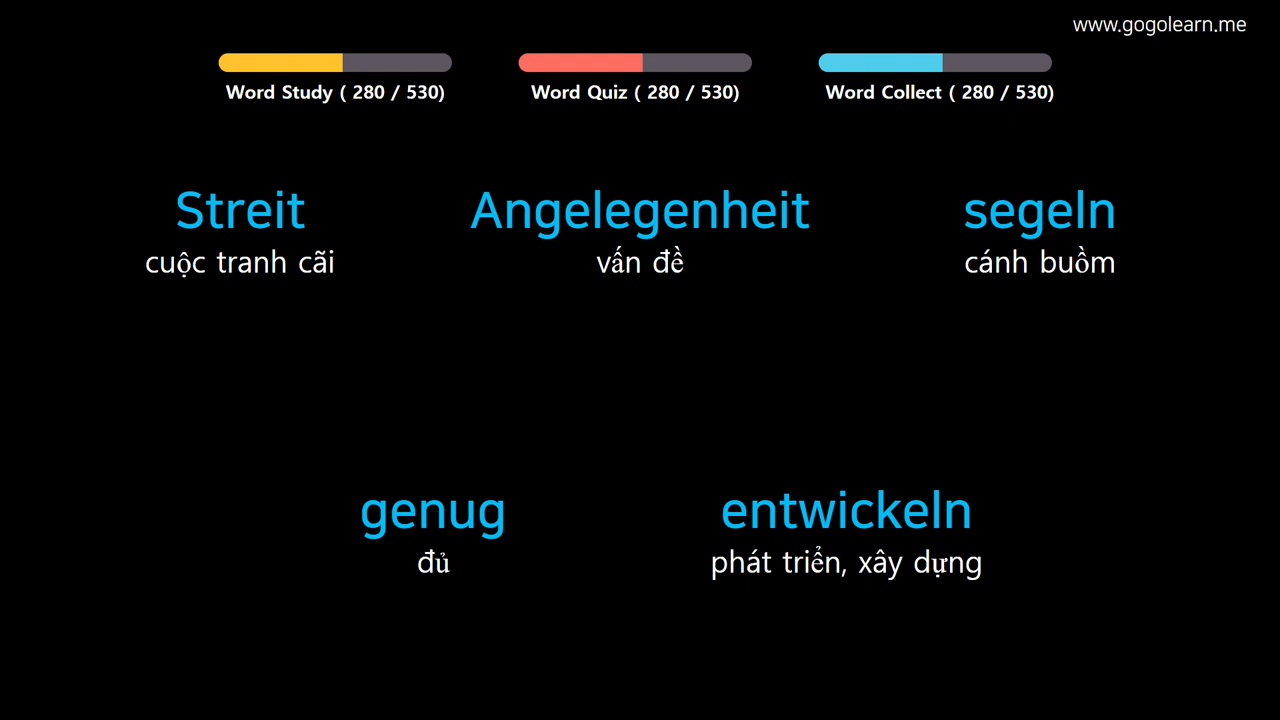 www.gogolearn.me
Word Study ( 280 / 530)
Word Quiz ( 280 / 530)
Word Collect ( 280 / 530)
Streit
cuộc tranh cãi
Angelegenheit
vấn đề
segeln
cánh buồm
genug
đủ
entwickeln
phát triển, xây dựng